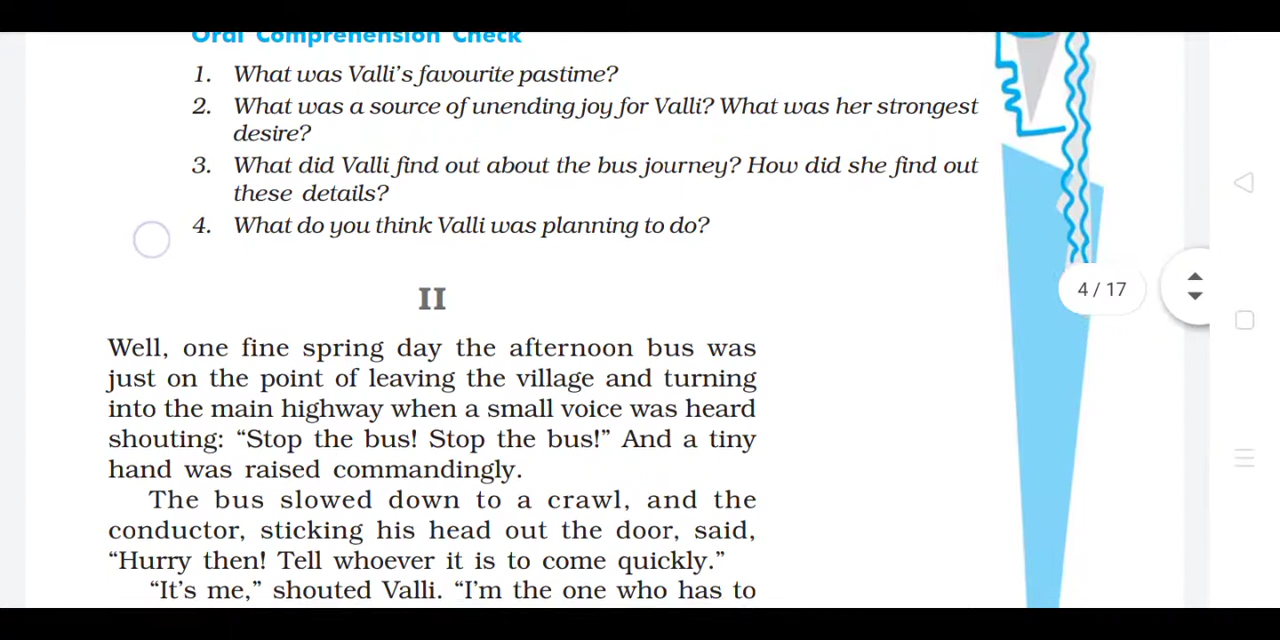 Oral Comprehension Check
1. What was Valli's favourite pastime?
2. What was a source of unending joy for Valli? What was her strongest
desire?
3. What did Valli find out about the bus journey? How did she find out
these details?
4. What do you think Valli was planning to do?
II
4 / 17
Well, one fine spring day the afternoon bus was
just on the point of leaving the village and turning
into the main highway when a small voice was heard
shouting: “Stop the bus! Stop the bus!” And a tiny
hand was raised commandingly.
The bus slowed down to a crawl, and the
conductor, sticking his head out the door, said,
“Hurry then! Tell whoever it is to come quickly.”
“It's me,” shouted Valli. “I'm the one who has to